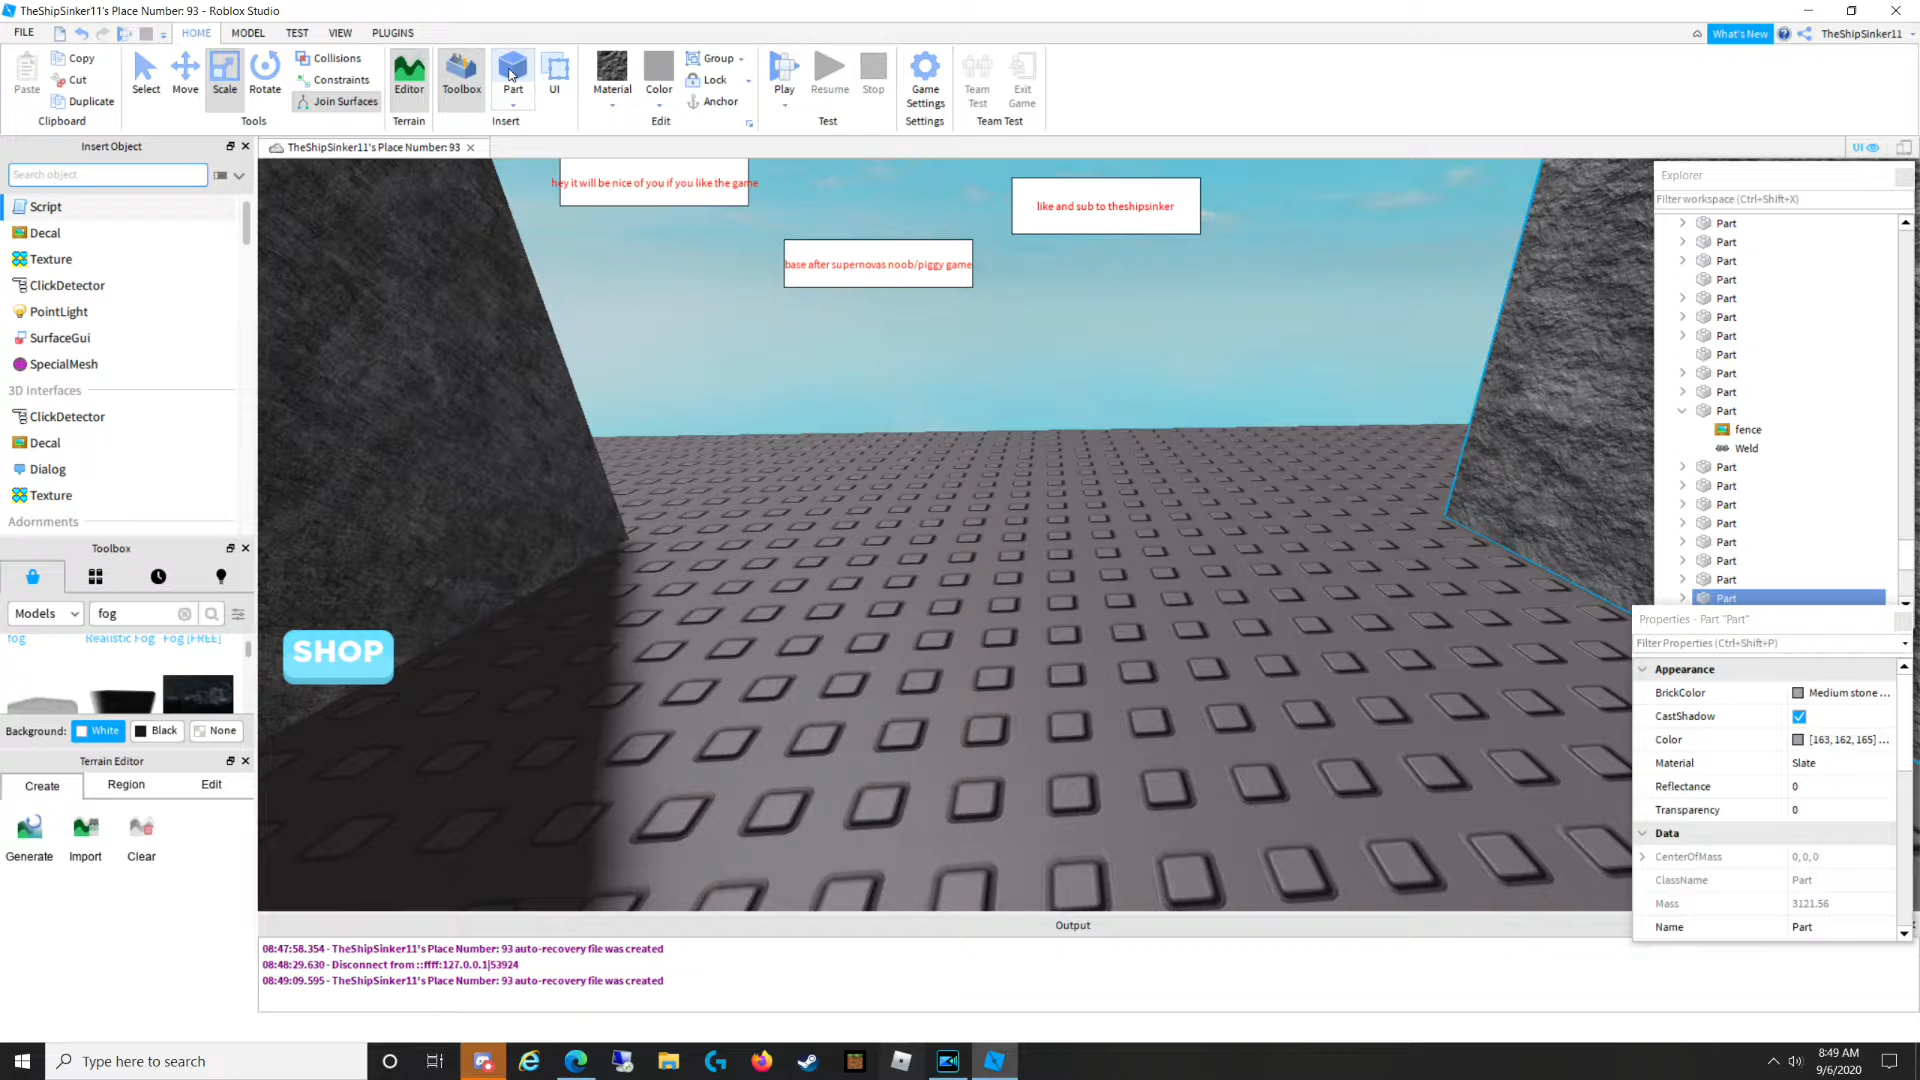 TheShipSinker11's Place Number: 93 - Roblox Studio
FILE
HOME
MODEL
TEST
VIEW
PLUGINS
What's New
TheShipSinker11
Paste
Copy
Cut
Duplicate
Clipboard
Select
Move
Scale
Rotate
Tools
Collisions
Constraints
Join Surfaces
Editor
Terrain
Toolbox
Part
UI
Insert
Material
Color
Group
Lock
Anchor
Edit
Play
Resume
Stop
Test
Game
Settings
Settings
Team
Test
Exit
Game
Team Test
Insert Object
Search object
Script
Decal
Texture
ClickDetector
PointLight
SurfaceGui
SpecialMesh
3D Interfaces
ClickDetector
Decal
Dialog
Texture
Adornments
Toolbox
Models
fog
fog
Realistic Fog
Fog [FREE]
Background:
White
Black
None
Terrain Editor
Create
Region
Edit
Generate
Import
Clear
TheShipSinker11's Place Number: 93
UI
hey it will be nice of you if you like the game
like and sub to theshipsinker
base after supernovas noob/piggy game
SHOP
Explorer
Filter workspace (Ctrl+Shift+X)
Part
Part
Part
Part
Part
Part
Part
Part
Part
Part
Part
fence
Weld
Part
Part
Part
Part
Part
Part
Part
Part
Properties - Part "Part"
Filter Properties (Ctrl+Shift+P)
Appearance
BrickColor
Medium stone ...
CastShadow
Color
[163, 162, 165] ...
Material
Slate
Reflectance
0
Transparency
0
Data
CenterOfMass
0, 0, 0
ClassName
Part
Mass
3121.56
Name
Part
Output
08:47:58.354 - TheShipSinker11's Place Number: 93 auto-recovery file was created
08:48:29.630 - Disconnect from ::ffff:127.0.0.1|53924
08:49:09.595 - TheShipSinker11's Place Number: 93 auto-recovery file was created
Type here to search
8:49 AM
9/6/2020